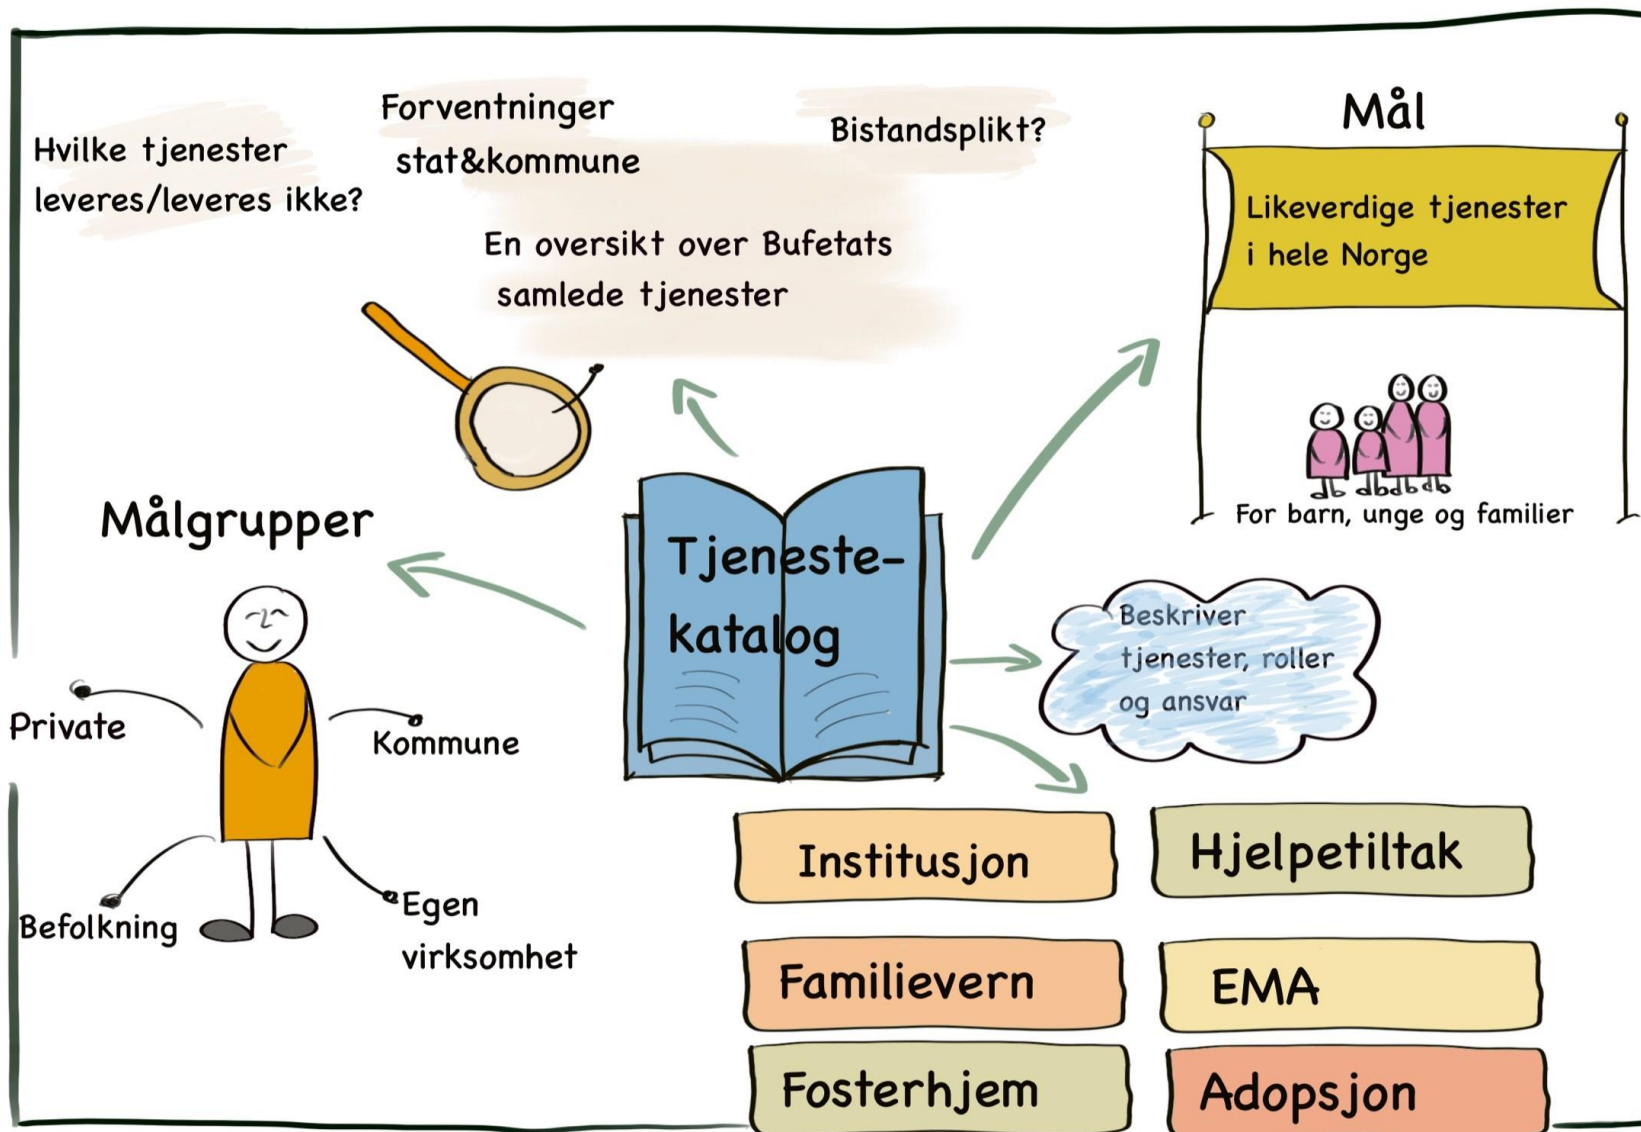 Hvilke tjenester
leveres/leveres ikke?
Forventninger
stat&kommune
Bistandsplikt?
En oversikt over Bufetats
samlede tjenester
Mål
Likeverdige tjenester
i hele Norge
For barn, unge og familier
Målgrupper
Private
Kommune
Befolkning
Egen
virksomhet
Tjeneste-
katalog
Beskriver
tjenester, roller
og ansvar
Institusjon
Hjelpetiltak
Familievern
EMA
Fosterhjem
Adopsjon